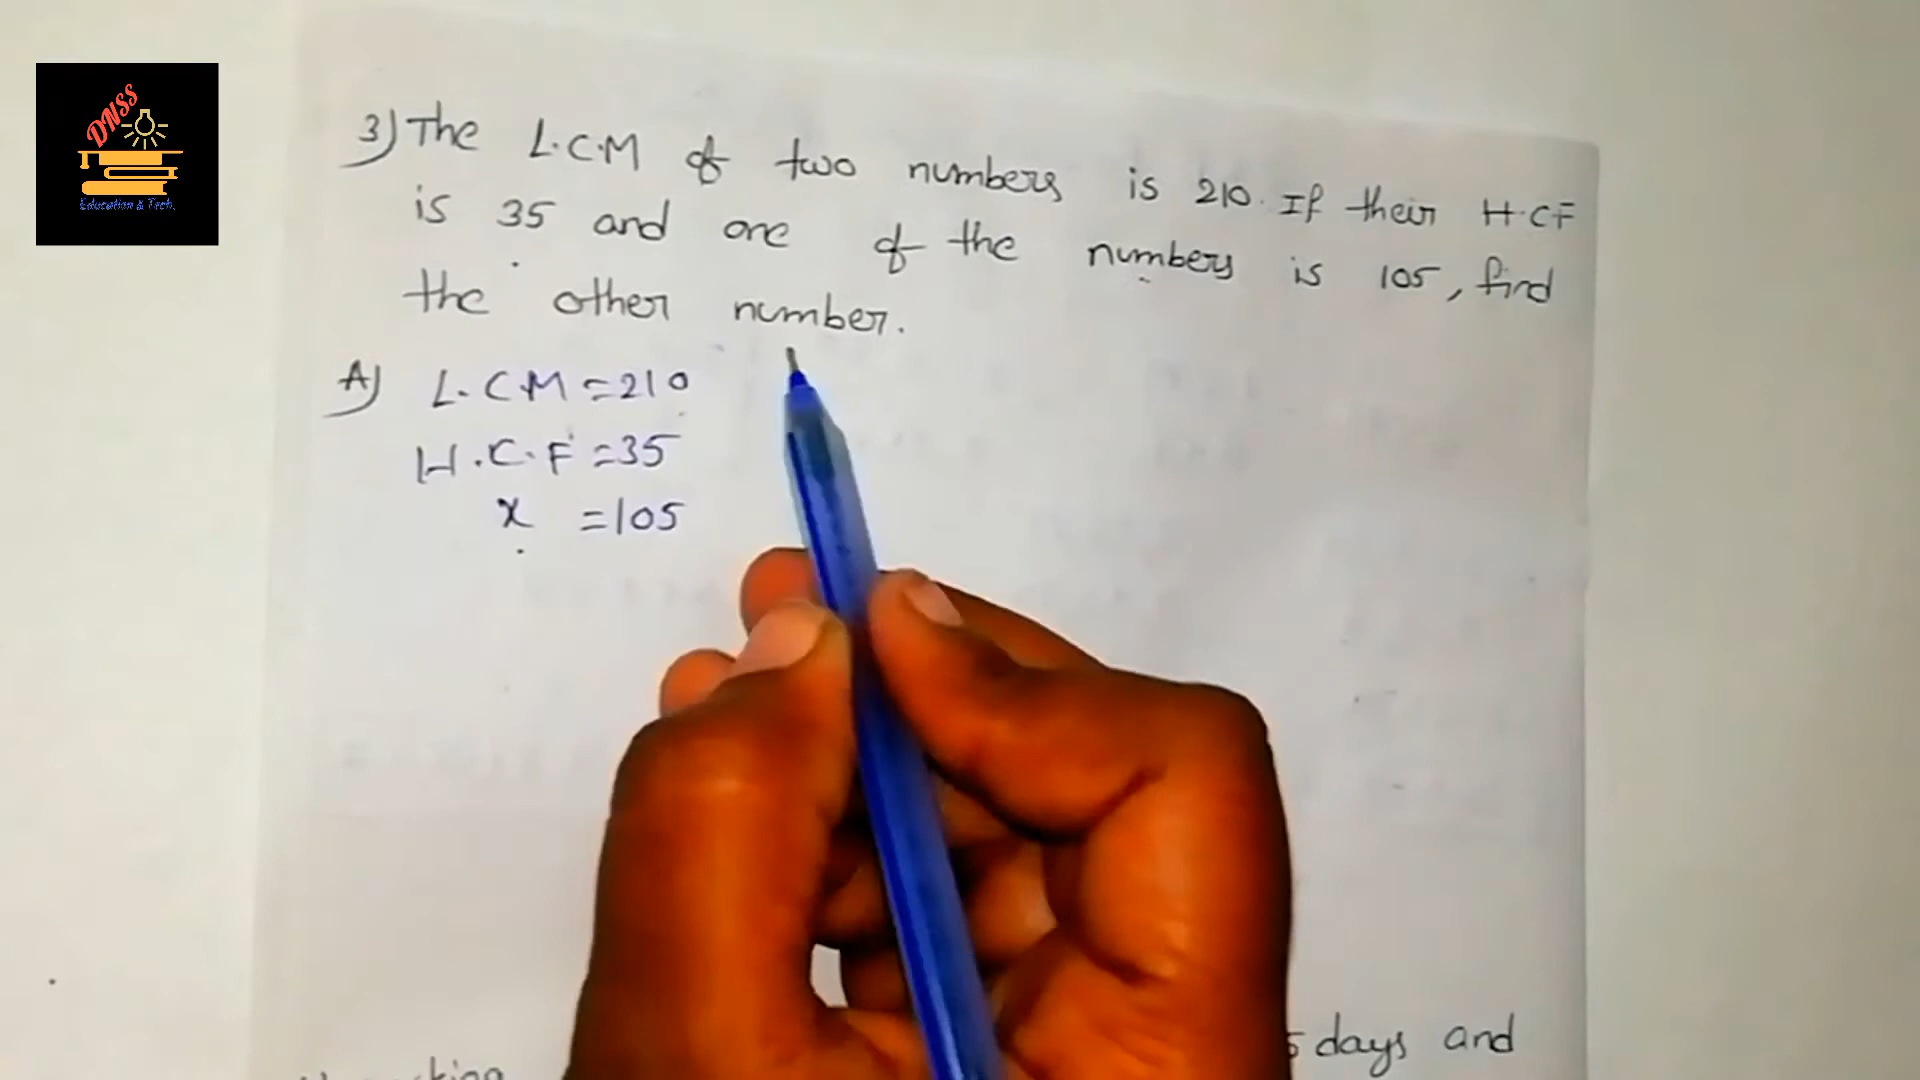 DNSS
Education & Tech.
3) The L.C.M of two numbers is 210. If their H.CF
is 35 and one of the numbers is 105, find
the other number.
A) L.C.M = 210
H.C.F = 35
x = 105
days and